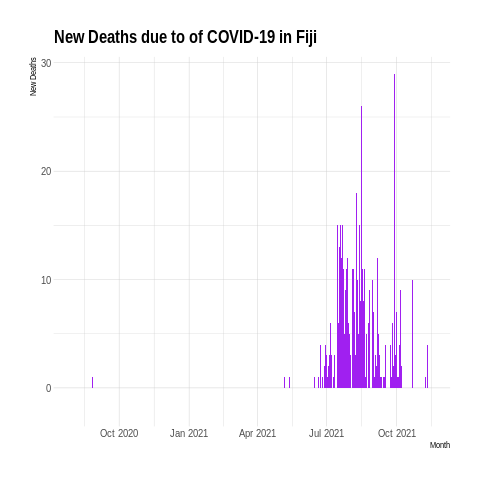 New Deaths due to of COVID-19 in Fiji
New Deaths
30
20
10
0
Oct 2020 Jan 2021 Apr 2021 Jul 2021 Oct 2021
Month